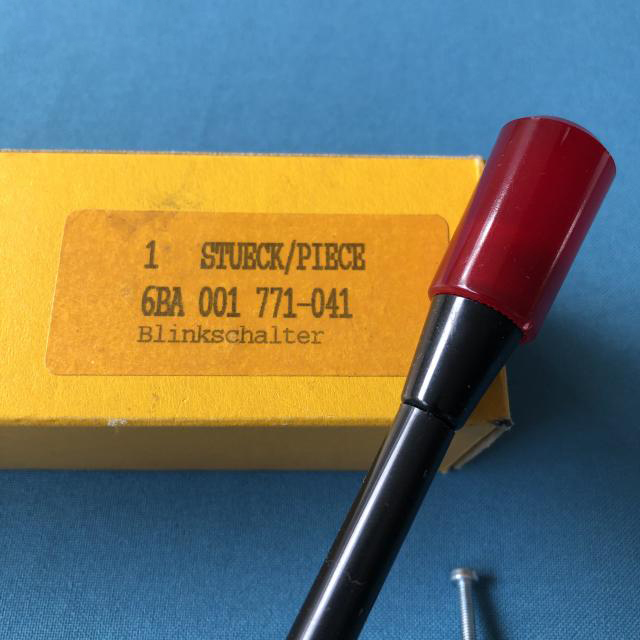 1 STUECK/PIECE
6BA 001 771-041
Blinkschalter